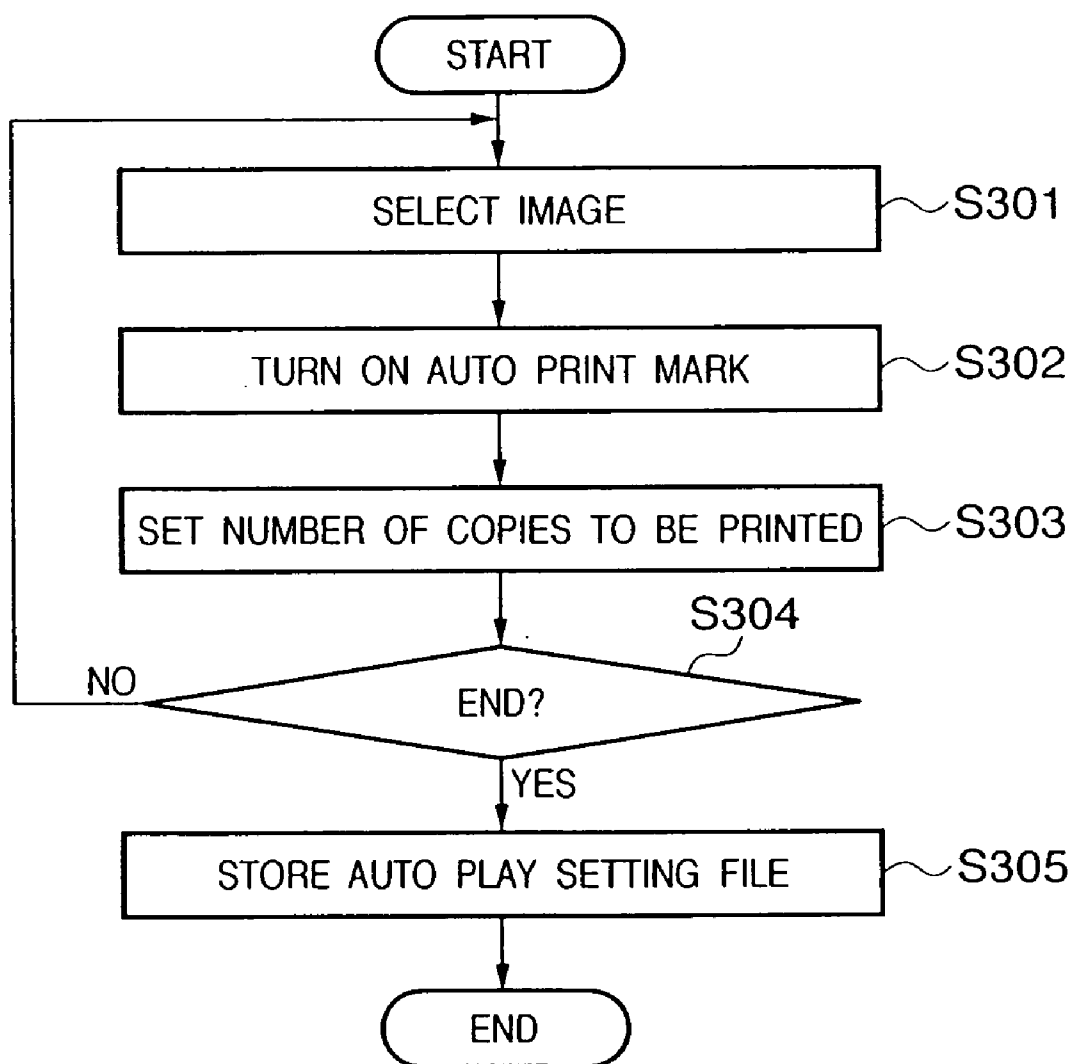 START
SELECT IMAGE
S301
TURN ON AUTO PRINT MARK
S302
SET NUMBER OF COPIES TO BE PRINTED
S303
S304
NO
END?
YES
STORE AUTO PLAY SETTING FILE
S305
END